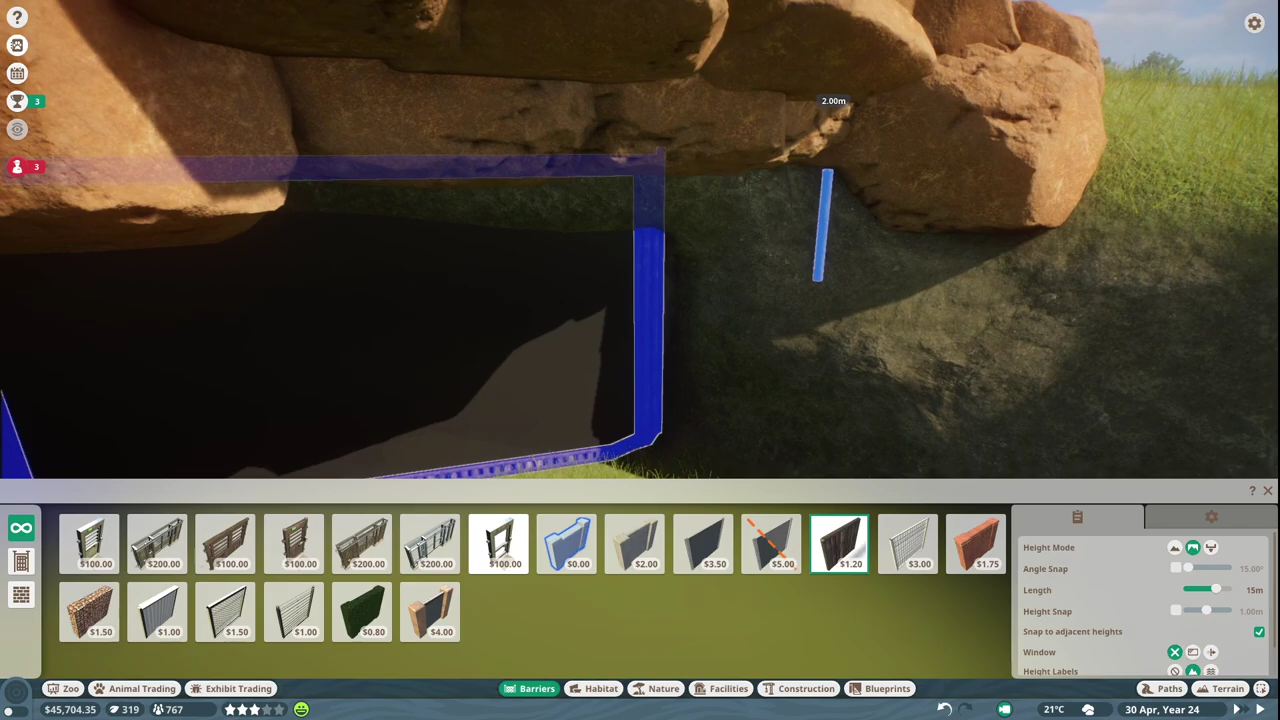 ?
3
3
2.00m
? ×
$100.00 $200.00 $100.00 $100.00 $200.00 $200.00 $100.00 $0.00 $2.00 $3.50 $5.00 $1.20 $3.00 $1.75
$1.50 $1.00 $1.50 $1.00 $0.80 $4.00
Height Mode
Angle Snap 15.00°
Length 15m
Height Snap 1.00m
Snap to adjacent heights
Window
Height Labels
Zoo Animal Trading Exhibit Trading Barriers Habitat Nature Facilities Construction Blueprints Paths Terrain
$45,704.35 319 767 21°C 30 Apr, Year 24